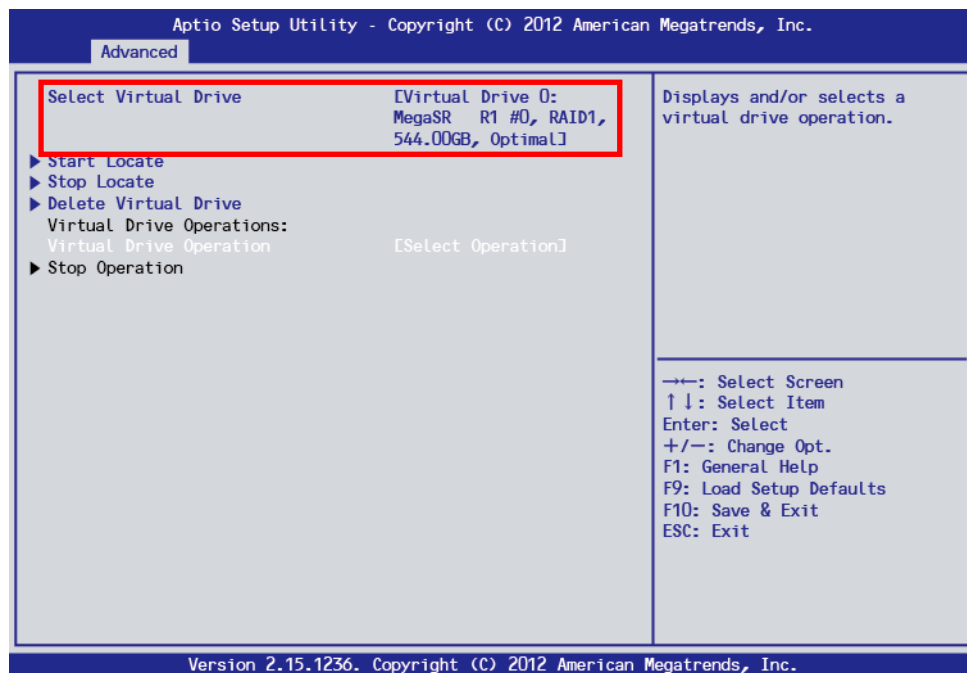 Aptio Setup Utility - Copyright (C) 2012 American Megatrends, Inc.
Advanced
Select Virtual Drive [Virtual Drive 0:
MegaSR R1 #0, RAID1,
544.00GB, Optimal]
▶ Start Locate
▶ Stop Locate
▶ Delete Virtual Drive
Virtual Drive Operations:
Virtual Drive Operation [Select Operation]
▶ Stop Operation
Displays and/or selects a
virtual drive operation.
→←: Select Screen
↑↓: Select Item
Enter: Select
+/-: Change Opt.
F1: General Help
F9: Load Setup Defaults
F10: Save & Exit
ESC: Exit
Version 2.15.1236. Copyright (C) 2012 American Megatrends, Inc.